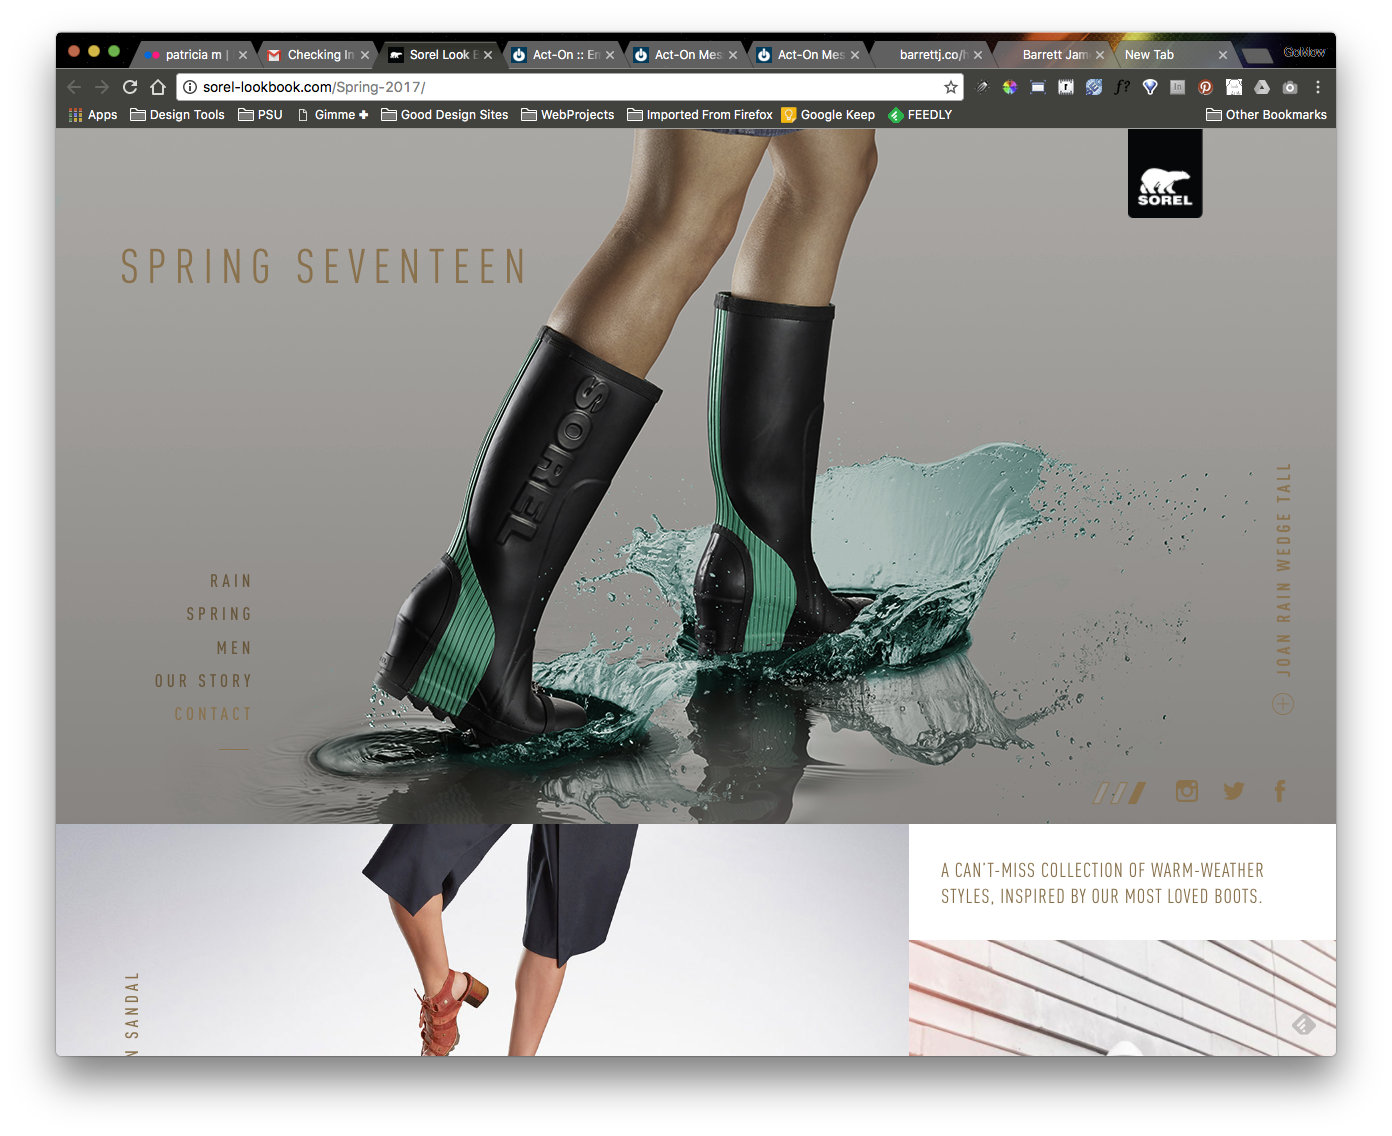 patricia m |
Checking In
Sorel Look B
Act-On :: Em
Act-On Mes
Act-On Mes
barrettj.co/h
Barrett Jam
New Tab
GoMow
sorel-lookbook.com/Spring-2017/
f?
In
Apps
Design Tools
PSU
Gimme +
Good Design Sites
WebProjects
Imported From Firefox
Google Keep
FEEDLY
Other Bookmarks
SOREL
SPRING SEVENTEEN
SOREL
JOAN RAIN WEDGE TALL
RAIN
SPRING
MEN
OUR STORY
CONTACT
A CAN'T-MISS COLLECTION OF WARM-WEATHER
STYLES, INSPIRED BY OUR MOST LOVED BOOTS.
N SANDAL